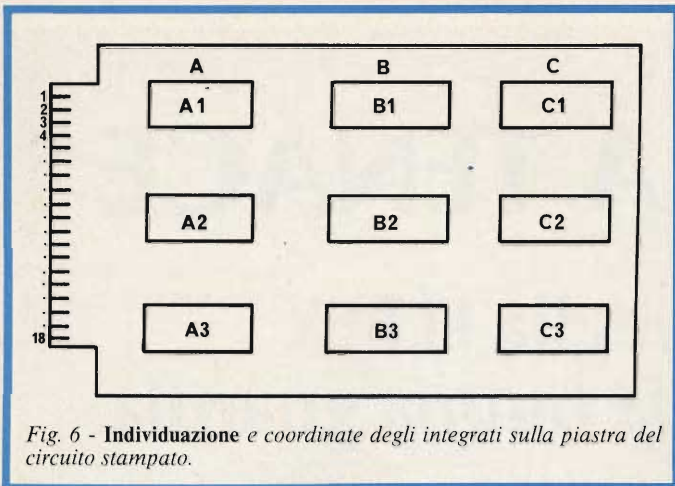 A B C
1
2
3
4
A1 B1 C1
A2 B2 C2
A3 B3 C3
18
Fig. 6 - Individuazione e coordinate degli integrati sulla piastra del
circuito stampato.